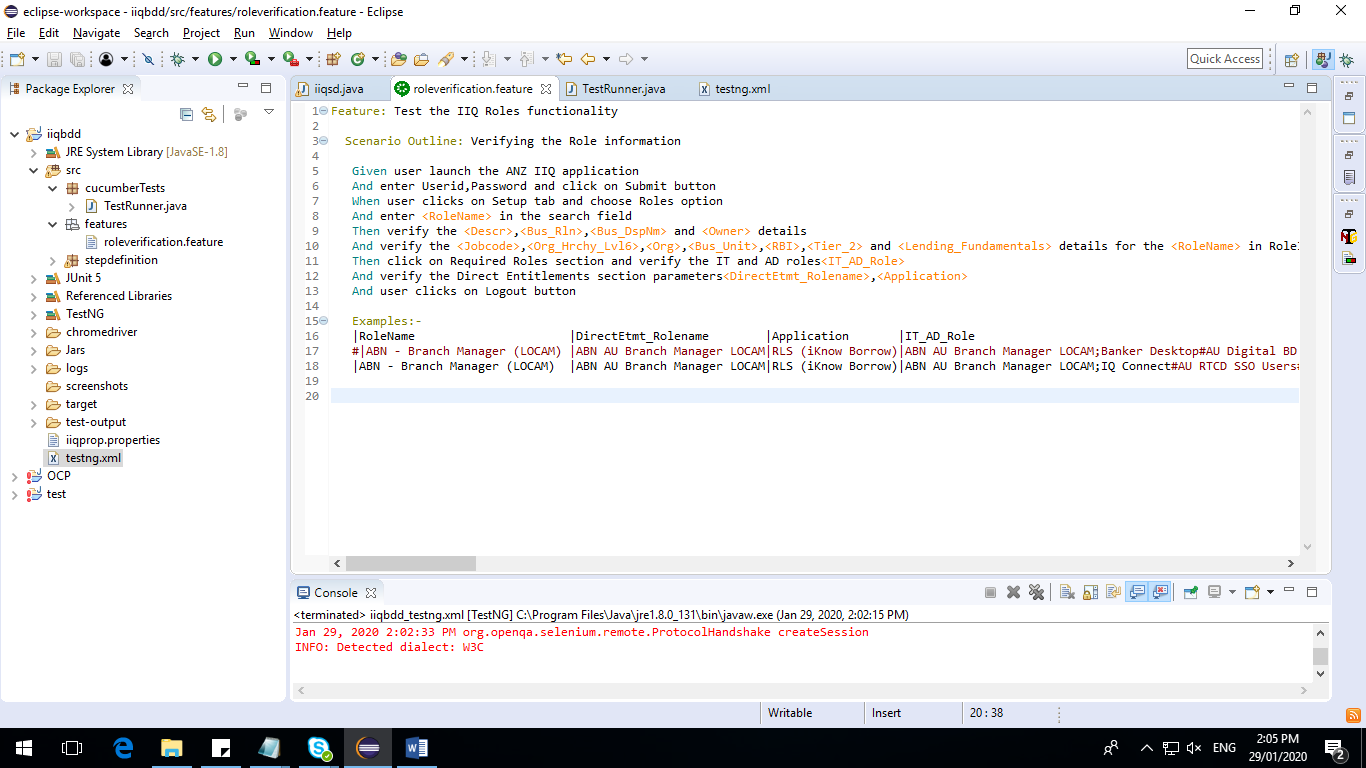 eclipse-workspace - iiqbdd/src/features/roleverification.feature - Eclipse
File Edit Navigate Search Project Run Window Help
Quick Access
Package Explorer
iiqbdd
JRE System Library [JavaSE-1.8]
src
cucumberTests
TestRunner.java
features
roleverification.feature
stepdefinition
JUnit 5
Referenced Libraries
TestNG
chromedriver
Jars
logs
screenshots
target
test-output
iiqprop.properties
testng.xml
OCP
test
iiqsd.java roleverification.feature TestRunner.java testng.xml
1 Feature: Test the IIQ Roles functionality
2
3 Scenario Outline: Verifying the Role information
4
5 Given user launch the ANZ IIQ application
6 And enter Userid,Password and click on Submit button
7 When user clicks on Setup tab and choose Roles option
8 And enter <RoleName> in the search field
9 Then verify the <Descr>,<Bus_Rln>,<Bus_DspNm> and <Owner> details
10 And verify the <Jobcode>,<Org_Hrchy_Lvl6>,<Org>,<Bus_Unit>,<RBI>,<Tier_2> and <Lending_Fundamentals> details for the <RoleName> in Rolel
11 Then click on Required Roles section and verify the IT and AD roles<IT_AD_Role>
12 And verify the Direct Entitlements section parameters<DirectEtmt_Rolename>,<Application>
13 And user clicks on Logout button
14
15 Examples:-
16 |RoleName |DirectEtmt_Rolename |Application |IT_AD_Role
17 #|ABN - Branch Manager (LOCAM) |ABN AU Branch Manager LOCAM|RLS (iKnow Borrow)|ABN AU Branch Manager LOCAM;Banker Desktop#AU Digital BD
18 |ABN - Branch Manager (LOCAM) |ABN AU Branch Manager LOCAM|RLS (iKnow Borrow)|ABN AU Branch Manager LOCAM;IQ Connect#AU RTCD SSO Users#
19
20
Console
<terminated> iiqbdd_testng.xml [TestNG] C:\Program Files\Java\jre1.8.0_131\bin\javaw.exe (Jan 29, 2020, 2:02:15 PM)
Jan 29, 2020 2:02:33 PM org.openqa.selenium.remote.ProtocolHandshake createSession
INFO: Detected dialect: W3C
Writable Insert 20 : 38
ENG
2:05 PM
29/01/2020
2